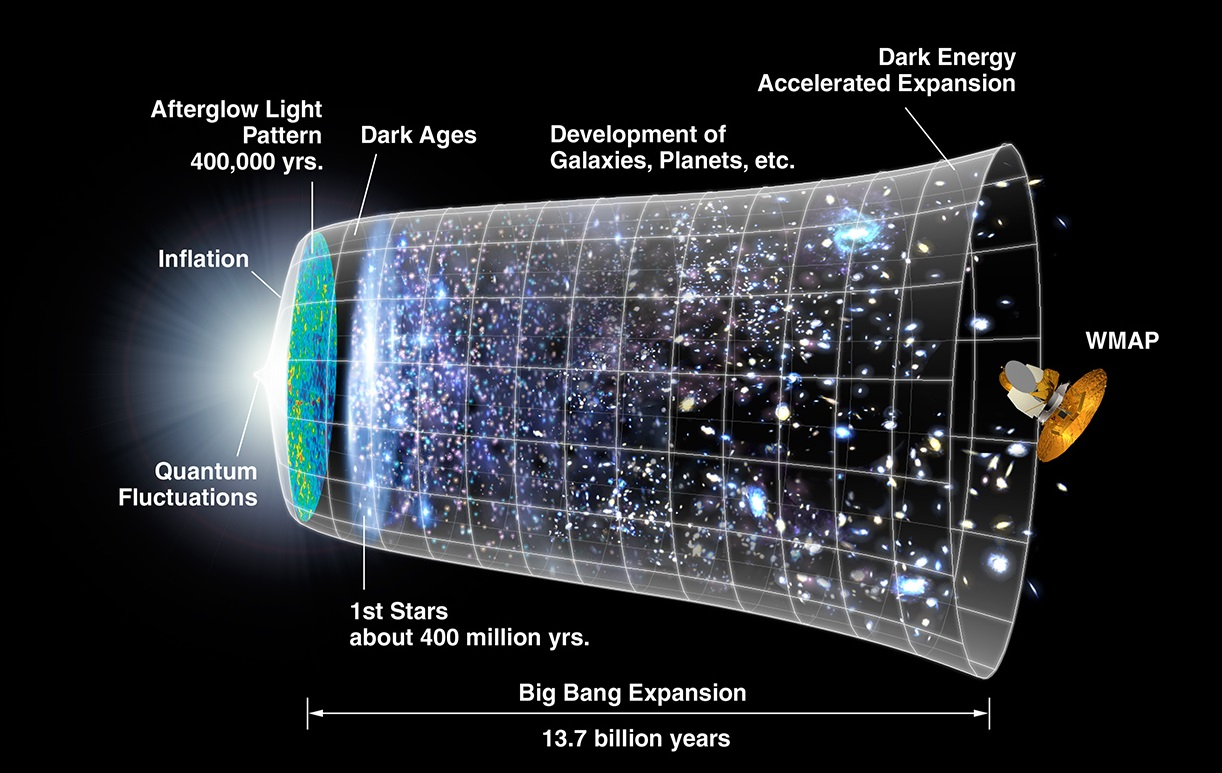 Dark Energy
Accelerated Expansion
Afterglow Light
Pattern
400,000 yrs.
Dark Ages
Development of
Galaxies, Planets, etc.
Inflation
WMAP
Quantum
Fluctuations
1st Stars
about 400 million yrs.
Big Bang Expansion
13.7 billion years